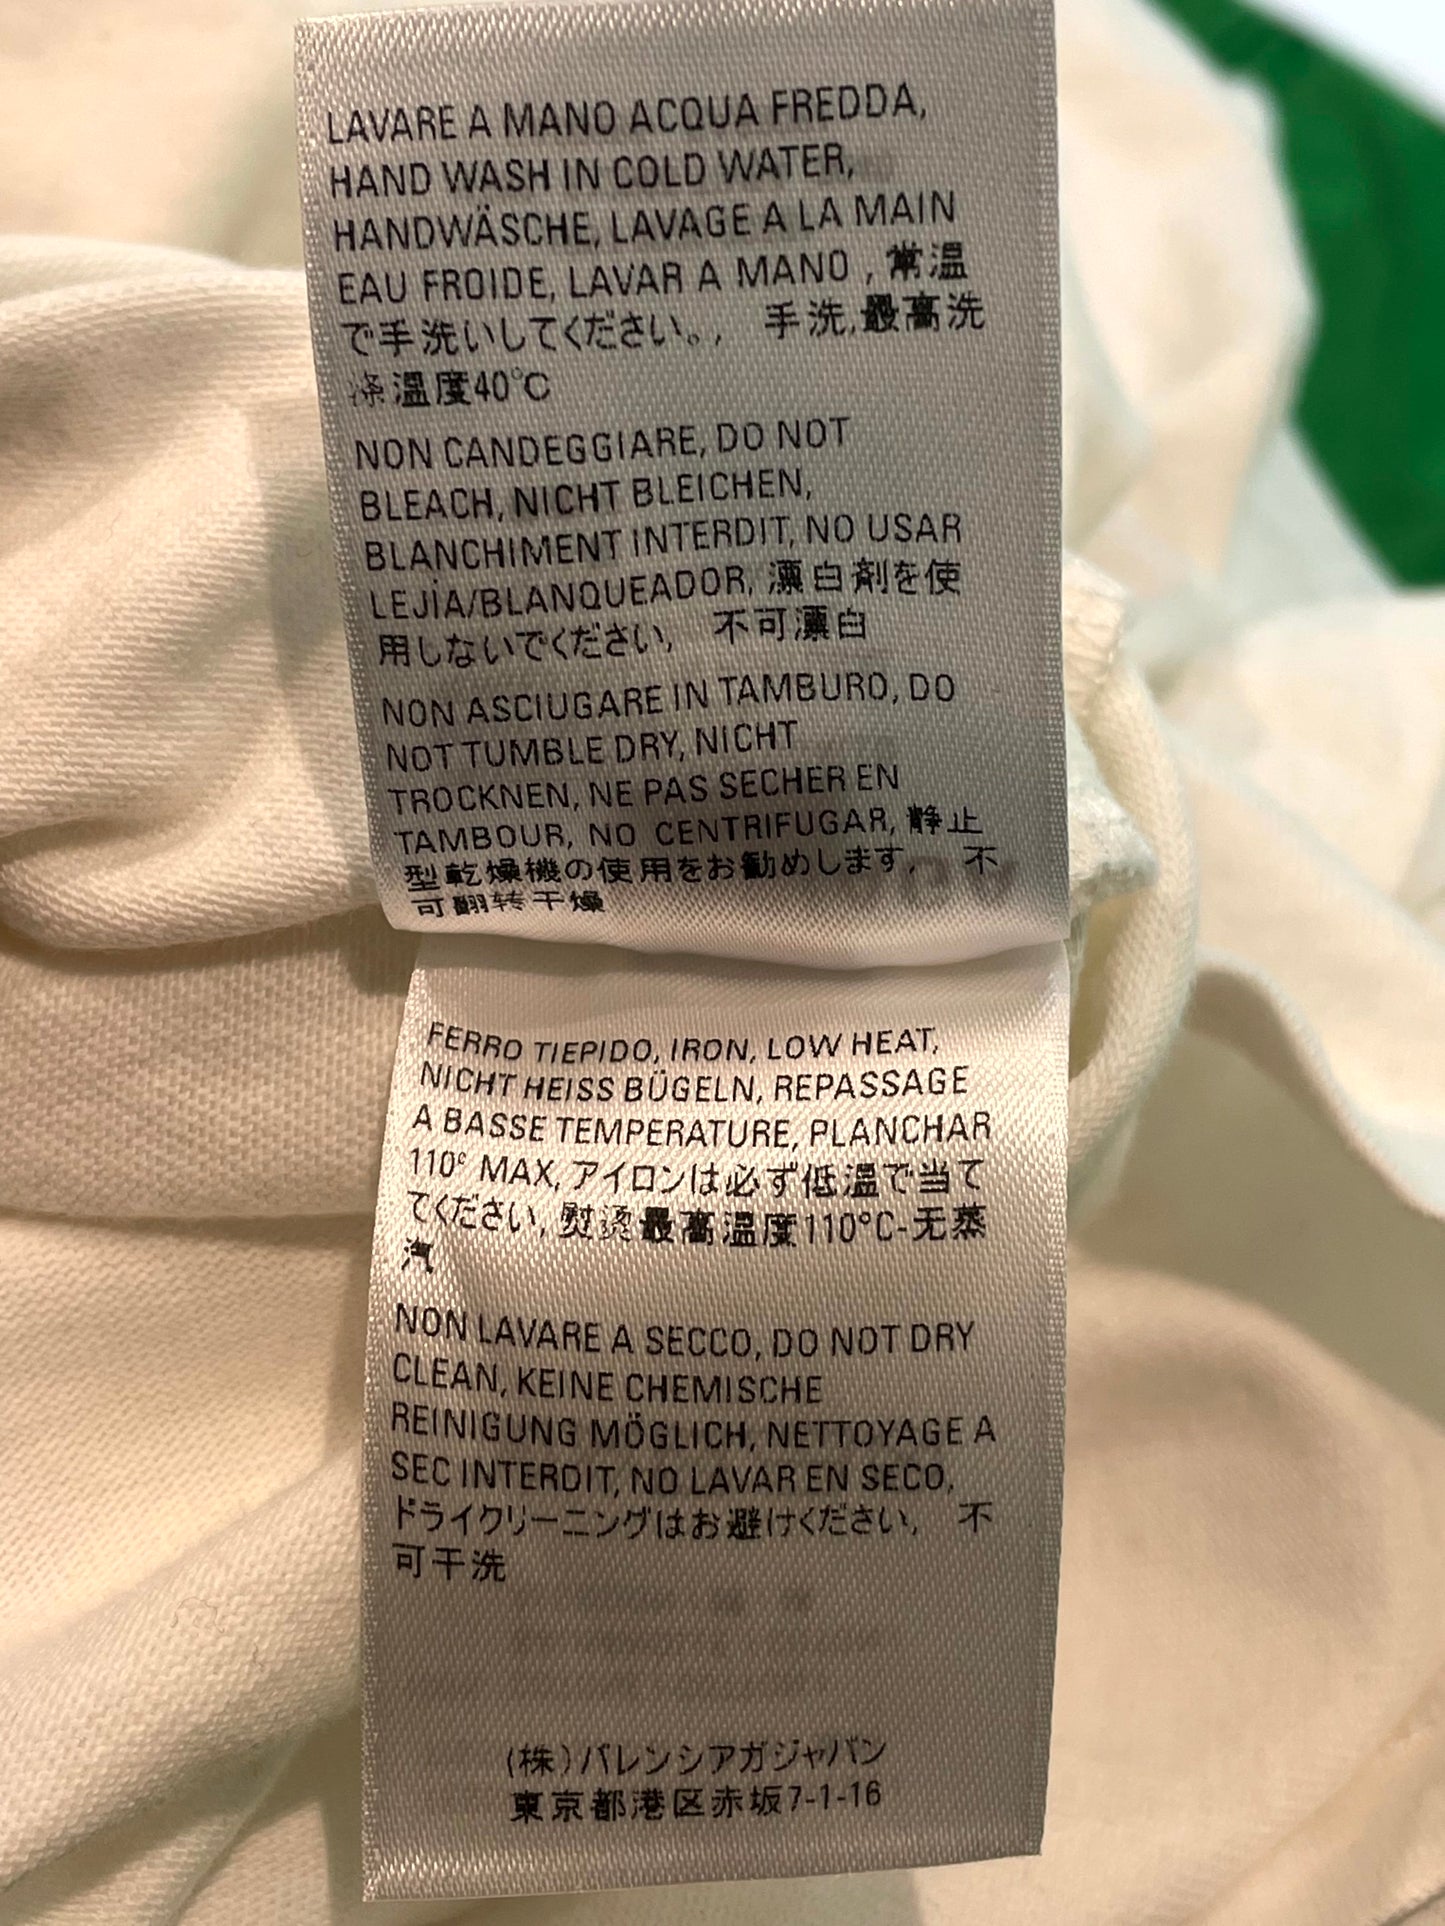 LAVARE A MANO ACQUA FREDDA,
HAND WASH IN COLD WATER,
HANDWÄSCHE, LAVAGE A LA MAIN
EAU FROIDE, LAVAR A MANO , 常温
で手洗いしてください。, 手洗,最高洗
涤温度40°C
NON CANDEGGIARE, DO NOT
BLEACH, NICHT BLEICHEN,
BLANCHIMENT INTERDIT, NO USAR
LEJIA/BLANQUEADOR, 漂白剤を使
用しないでください, 不可漂白
NON ASCIUGARE IN TAMBURO, DO
NOT TUMBLE DRY, NICHT
TROCKNEN, NE PAS SECHER EN
TAMBOUR, NO CENTRIFUGAR, 静止
型乾燥機の使用をお勧めします, 不
可翻转干燥
FERRO TIEPIDO, IRON, LOW HEAT,
NICHT HEISS BÜGELN, REPASSAGE
A BASSE TEMPERATURE, PLANCHAR
110° MAX, アイロンは必ず低温で当て
てください, 熨烫最高温度110°C-无蒸
汽
NON LAVARE A SECCO, DO NOT DRY
CLEAN, KEINE CHEMISCHE
REINIGUNG MÖGLICH, NETTOYAGE A
SEC INTERDIT, NO LAVAR EN SECO,
ドライクリーニングはお避けください, 不
可干洗
(株)バレンシアガジャパン
東京都港区赤坂7-1-16